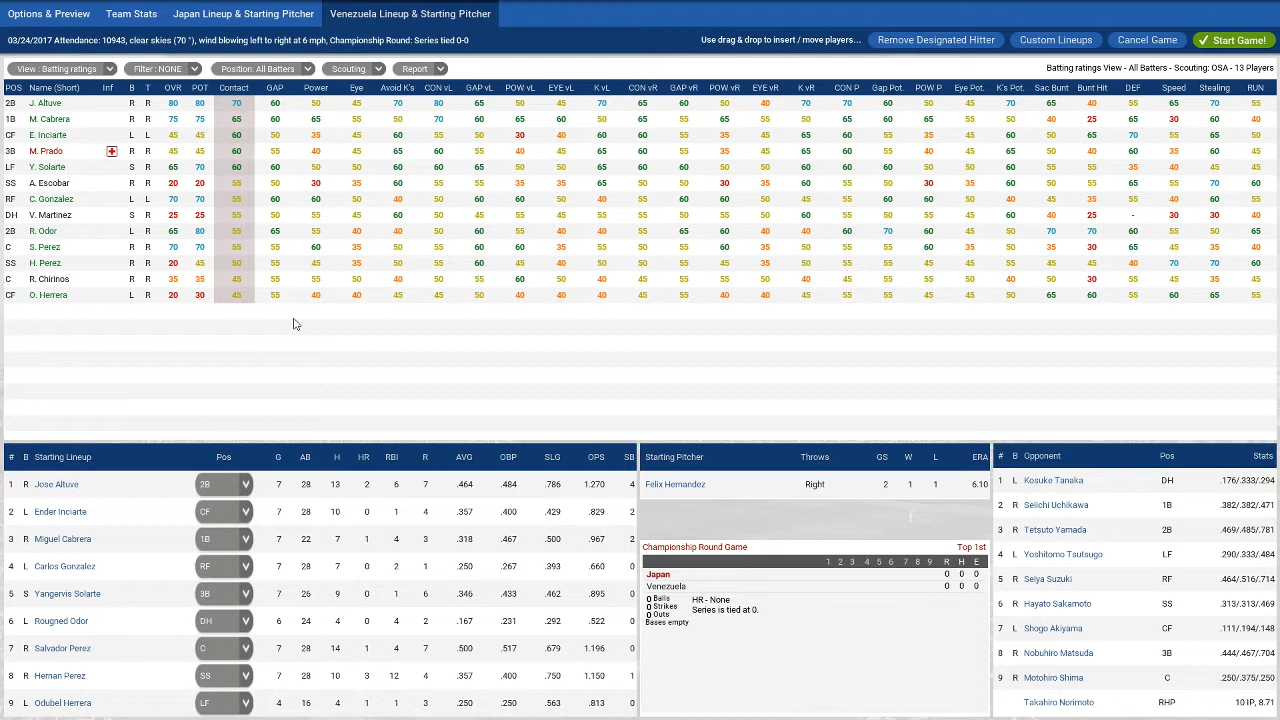 Options & Preview Team Stats Japan Lineup & Starting Pitcher Venezuela Lineup & Starting Pitcher
03/24/2017 Attendance: 10943, clear skies (70 °), wind blowing left to right at 6 mph, Championship Round: Series tied 0-0 Use drag & drop to insert / move players... Remove Designated Hitter Custom Lineups Cancel Game Start Game!
View : Batting ratings Filter : NONE Position: All Batters Scouting Report Batting ratings View - All Batters - Scouting: OSA - 13 Players
POS Name (Short) Inf B T OVR POT Contact GAP Power Eye Avoid K's CON vL GAP vL POW vL EYE vL K vL CON vR GAP vR POW vR EYE vR K vR CON P Gap Pot. POW P Eye Pot. K's Pot. Sac Bunt Bunt Hit DEF Speed Stealing RUN
2B J. Altuve R R 80 80 70 60 50 45 70 80 65 50 50 70 65 60 50 40 70 70 60 50 45 70 65 40 55 65 70 55
1B M. Cabrera R R 75 75 65 60 65 55 50 70 60 65 55 50 65 60 65 55 50 65 60 65 55 50 40 25 65 30 60 40
CF E. Inciarte L L 45 45 60 50 35 45 60 55 50 30 40 60 60 55 35 45 65 60 55 35 45 60 50 65 70 60 55 50
3B M. Prado R R 45 45 60 55 40 45 60 65 55 40 45 65 60 55 40 45 60 60 55 40 45 60 50 40 65 45 55 40
LF Y. Solarte S R 65 70 60 60 50 50 60 60 60 50 50 65 60 60 50 50 60 60 60 50 50 60 50 50 35 40 45 45
SS A. Escobar R R 20 20 55 50 30 35 60 55 55 35 35 65 50 50 30 35 60 55 50 30 35 60 65 55 65 55 70 60
RF C. Gonzalez L L 70 70 55 60 60 50 40 50 50 50 45 40 60 60 65 50 45 55 60 60 50 40 45 35 55 50 45 50
DH V. Martinez S R 25 25 55 50 55 45 60 50 45 55 45 55 55 50 55 50 60 55 50 55 45 60 40 25 - 30 30 40
2B R. Odor L R 65 80 55 65 55 40 40 50 55 50 40 40 55 65 60 40 45 60 70 60 45 45 70 70 55 50 50 65
C S. Perez R R 70 70 55 55 60 35 50 55 55 60 35 55 50 55 60 35 50 55 55 60 35 50 35 30 65 45 35 40
SS H. Perez R R 20 45 50 55 45 35 50 55 60 45 40 50 50 55 45 35 50 50 55 50 35 50 55 45 40 70 70 60
C R. Chirinos R R 35 35 45 50 50 50 40 50 55 60 55 40 45 50 50 50 40 45 55 55 50 40 40 30 55 45 35 45
CF O. Herrera L R 20 30 45 55 40 40 45 45 50 40 40 45 50 55 40 40 45 50 55 45 45 50 65 65 55 60 65 55
# B Starting Lineup Pos G AB H HR RBI R AVG OBP SLG OPS SB
1 R Jose Altuve 2B 7 28 13 2 6 7 .464 .484 .786 1.270 4
2 L Ender Inciarte CF 7 28 10 0 1 4 .357 .400 .429 .829 2
3 R Miguel Cabrera 1B 7 22 7 1 4 3 .318 .467 .500 .967 2
4 L Carlos Gonzalez RF 7 28 7 1 4 3 .250 .267 .393 .660 0
5 S Yangervis Solarte 3B 7 26 9 0 1 6 .346 .433 .462 .895 0
6 L Rougned Odor DH 6 24 4 0 4 2 .167 .231 .292 .522 0
7 R Salvador Perez C 7 28 14 1 4 7 .500 .517 .679 1.196 0
8 R Hernan Perez SS 7 28 10 3 12 4 .357 .400 .750 1.150 0
9 L Odubel Herrera LF 4 16 4 1 1 2 .250 .250 .563 .813 0
Starting Pitcher Throws GS W L ERA
Felix Hernandez Right 2 1 1 6.10
Championship Round Game Top 1st
1 2 3 4 5 6 7 8 9 R H E
Japan 0 0 0
Venezuela 0 0 0
0 Balls HR - None
0 Strikes Series is tied at 0.
0 Outs
Bases empty
# B Opponent Pos Stats
1 L Kosuke Tanaka DH .176/.333/.294
2 R Seiichi Uchikawa 1B .382/.382/.471
3 R Tetsuto Yamada 2B .469/.485/.781
4 L Yoshitomo Tsutsugo LF .290/.333/.484
5 R Seiya Suzuki RF .464/.516/.714
6 R Hayato Sakamoto SS .313/.313/.469
7 L Shogo Akiyama CF .111/.194/.148
8 R Nobuhiro Matsuda 3B .444/.467/.704
9 R Motohiro Shima C .250/.375/.250
Takahiro Norimoto RHP 10 IP, 8.71